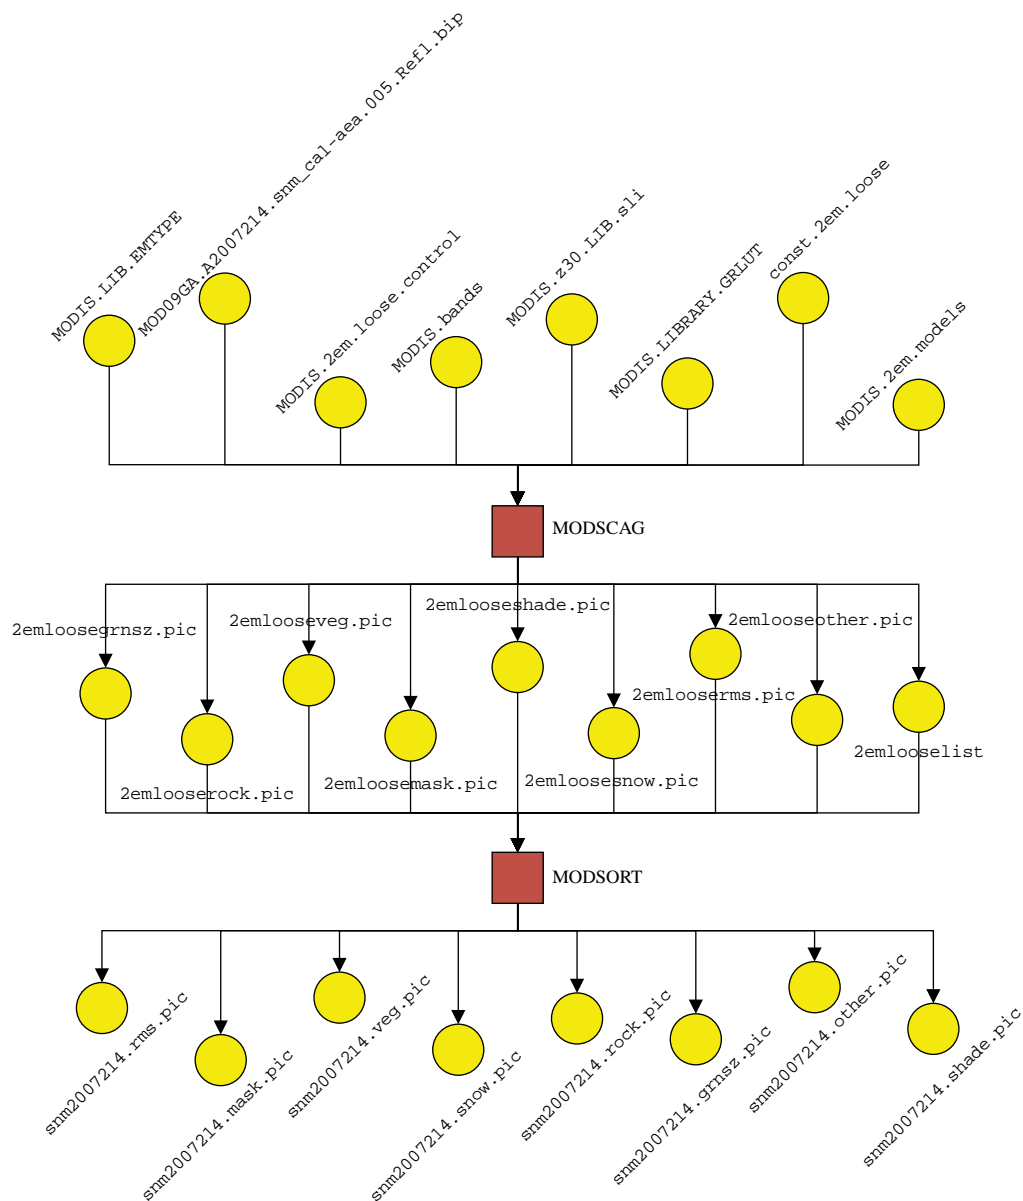 MODIS.LIB.EMTYPE
MOD09GA.A2007214.snm_cal-aea.005.Refl.bip
MODIS.2em.loose.control
MODIS.bands
MODIS.z30.LIB.sli
MODIS.LIBRARY.GRLUT
const.2em.loose
MODIS.2em.models
MODSCAG
2emloosegrnsz.pic
2emlooserock.pic
2emlooseveg.pic
2emloosemask.pic
2emlooseshade.pic
2emloosesnow.pic
2emlooserms.pic
2emlooseother.pic
2emlooselist
MODSORT
snm2007214.rms.pic
snm2007214.mask.pic
snm2007214.veg.pic
snm2007214.snow.pic
snm2007214.rock.pic
snm2007214.grnsz.pic
snm2007214.other.pic
snm2007214.shade.pic